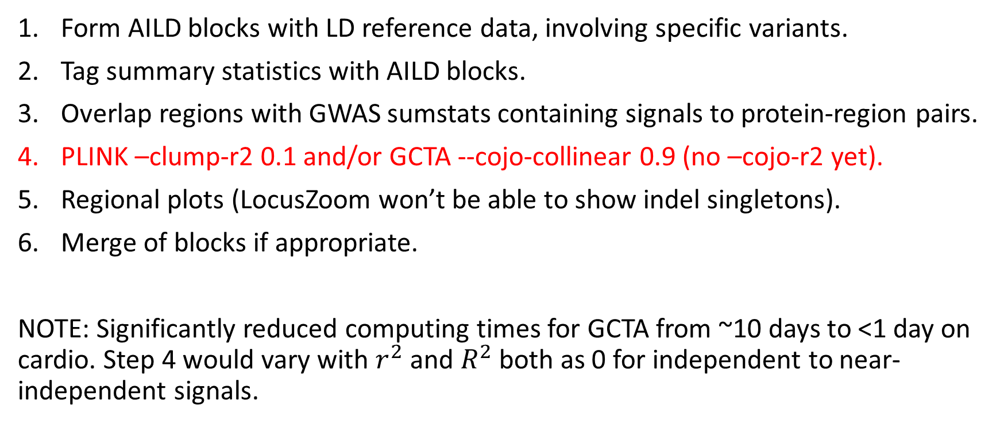 1. Form AILD blocks with LD reference data, involving specific variants.
2. Tag summary statistics with AILD blocks.
3. Overlap regions with GWAS sumstats containing signals to protein-region pairs.
4. PLINK –clump-r2 0.1 and/or GCTA --cojo-collinear 0.9 (no –cojo-r2 yet).
5. Regional plots (LocusZoom won’t be able to show indel singletons).
6. Merge of blocks if appropriate.
NOTE: Significantly reduced computing times for GCTA from ~10 days to <1 day on
cardio. Step 4 would vary with r² and R² both as 0 for independent to near-
independent signals.